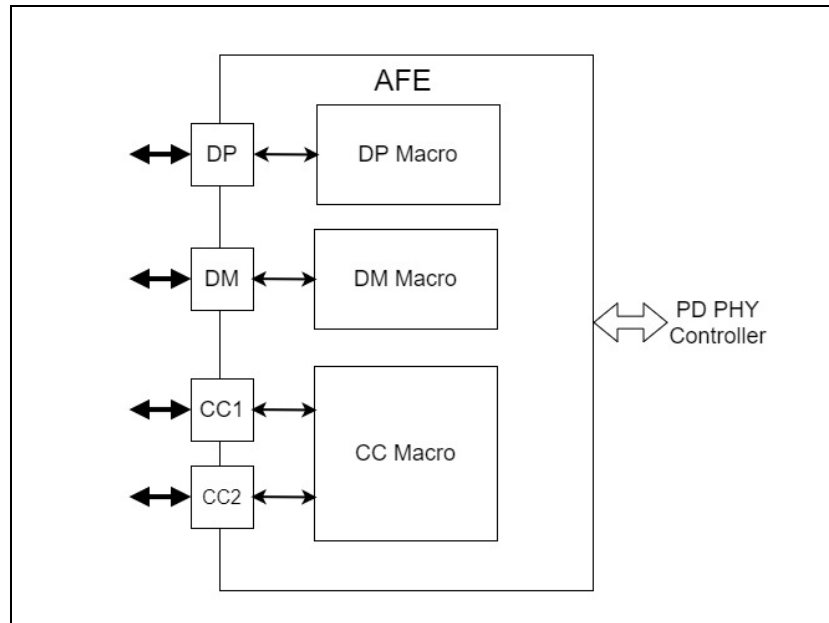 AFE
DP
DP Macro
DM
DM Macro
PD PHY
Controller
CC1
CC Macro
CC2